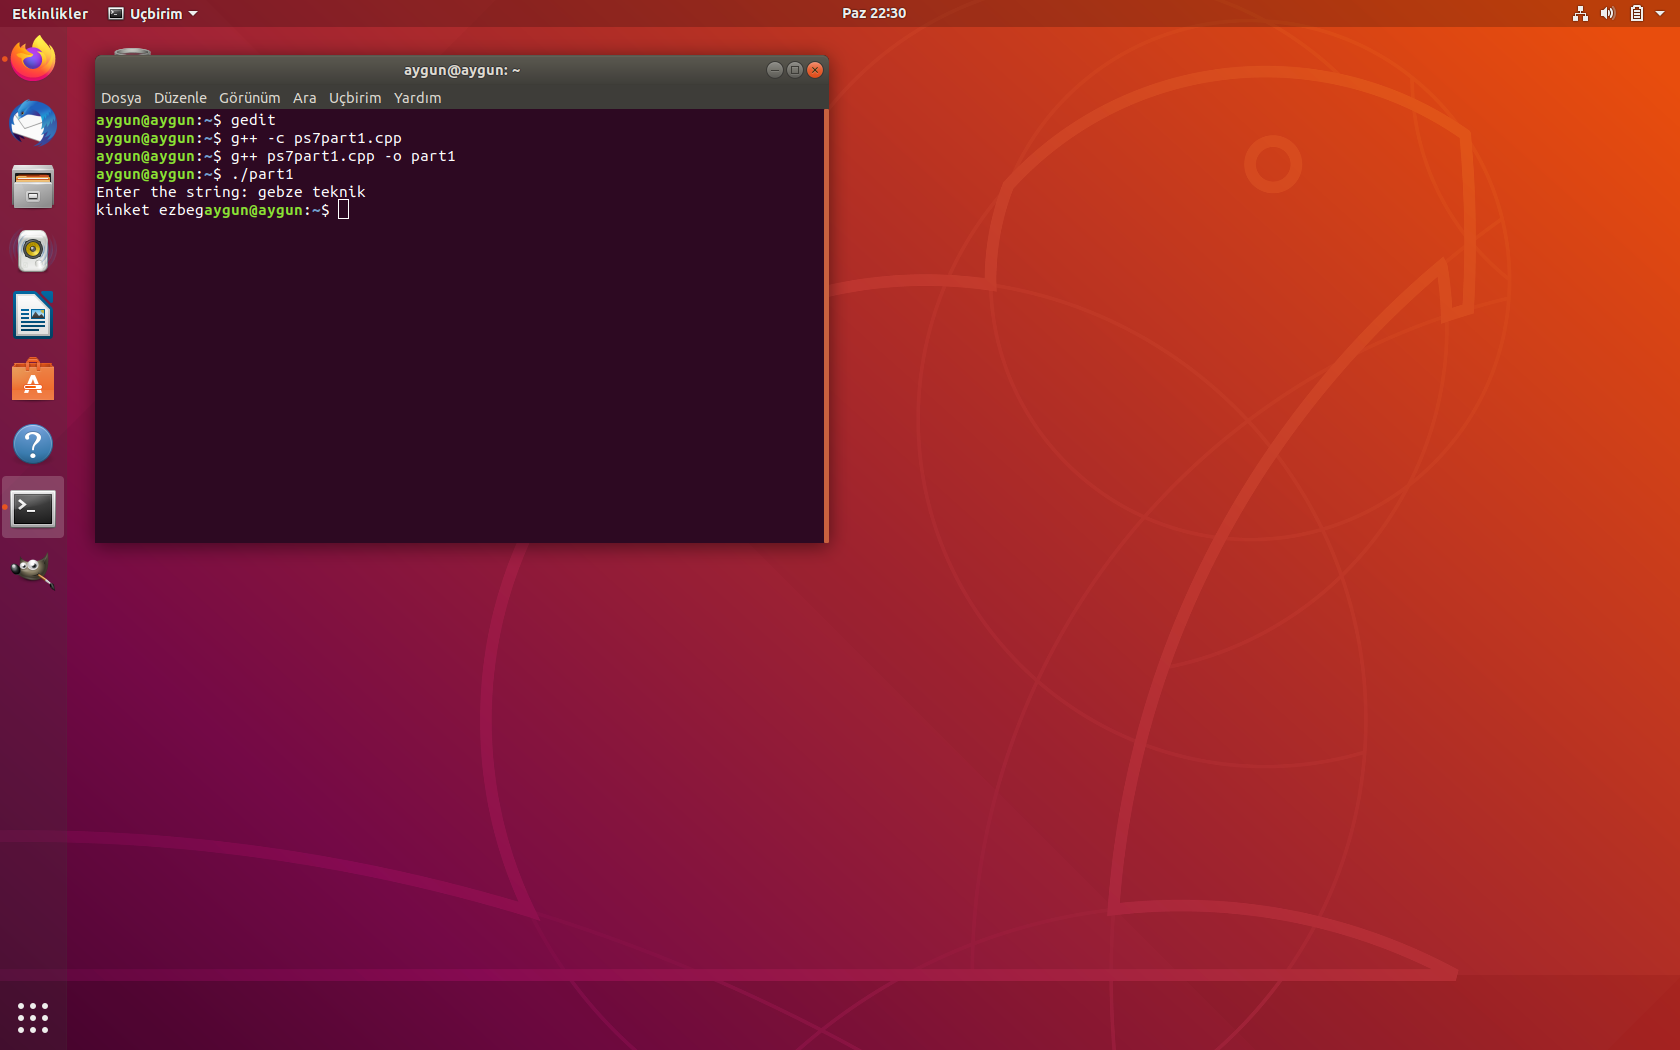 Etkinlikler Uçbirim Paz 22:30
aygun@aygun: ~
Dosya Düzenle Görünüm Ara Uçbirim Yardım
aygun@aygun:~$ gedit
aygun@aygun:~$ g++ -c ps7part1.cpp
aygun@aygun:~$ g++ ps7part1.cpp -o part1
aygun@aygun:~$ ./part1
Enter the string: gebze teknik
kinket ezbegaygun@aygun:~$